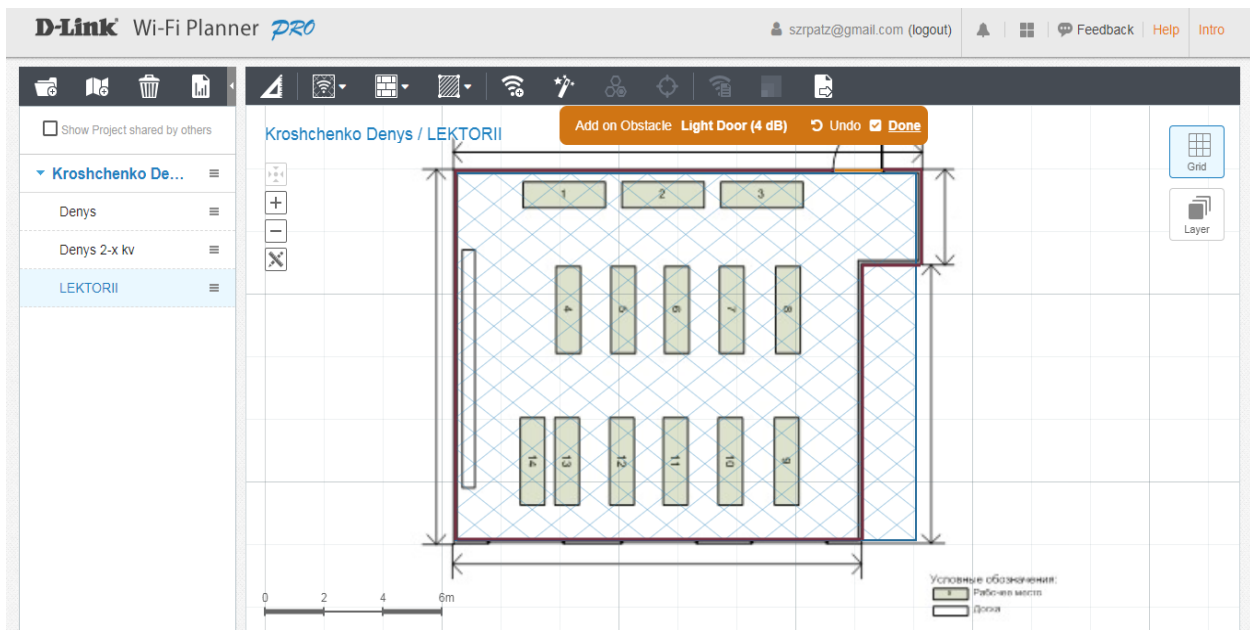 D-Link Wi-Fi Planner PRO
szrpatz@gmail.com (logout) Feedback Help Intro
Show Project shared by others
Kroshchenko De...
Denys
Denys 2-x kv
LEKTORII
Kroshchenko Denys / LEKTORII
Add on Obstacle Light Door (4 dB) Undo Done
Grid
Layer
1 2 3
4 5 6 7 8
14 13 12 11 10 9
0 2 4 6m
Условные обозначения:
Рабочее место
Доска